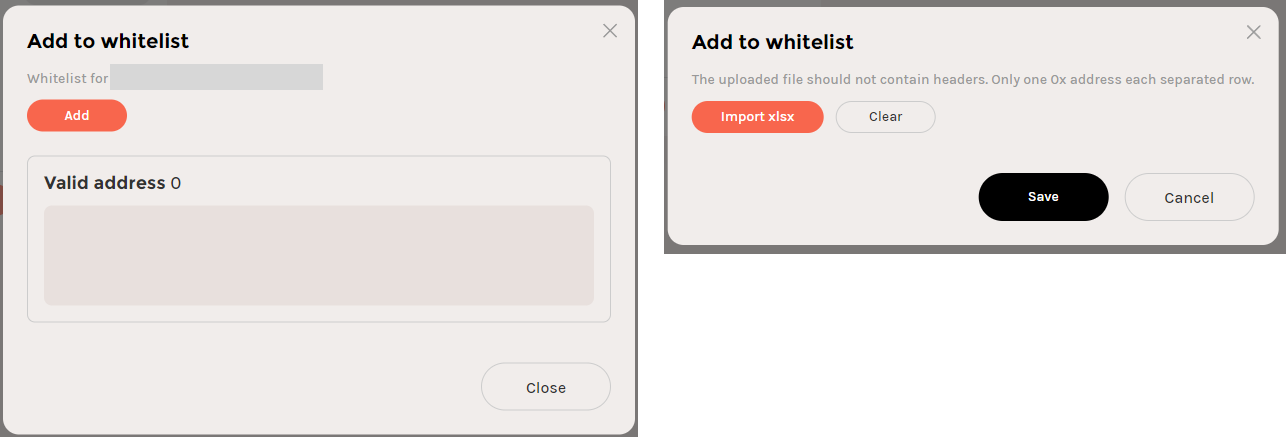 Add to whitelist
Whitelist for
Add
Valid address 0
Close
Add to whitelist
The uploaded file should not contain headers. Only one 0x address each separated row.
Import xlsx
Clear
Save
Cancel